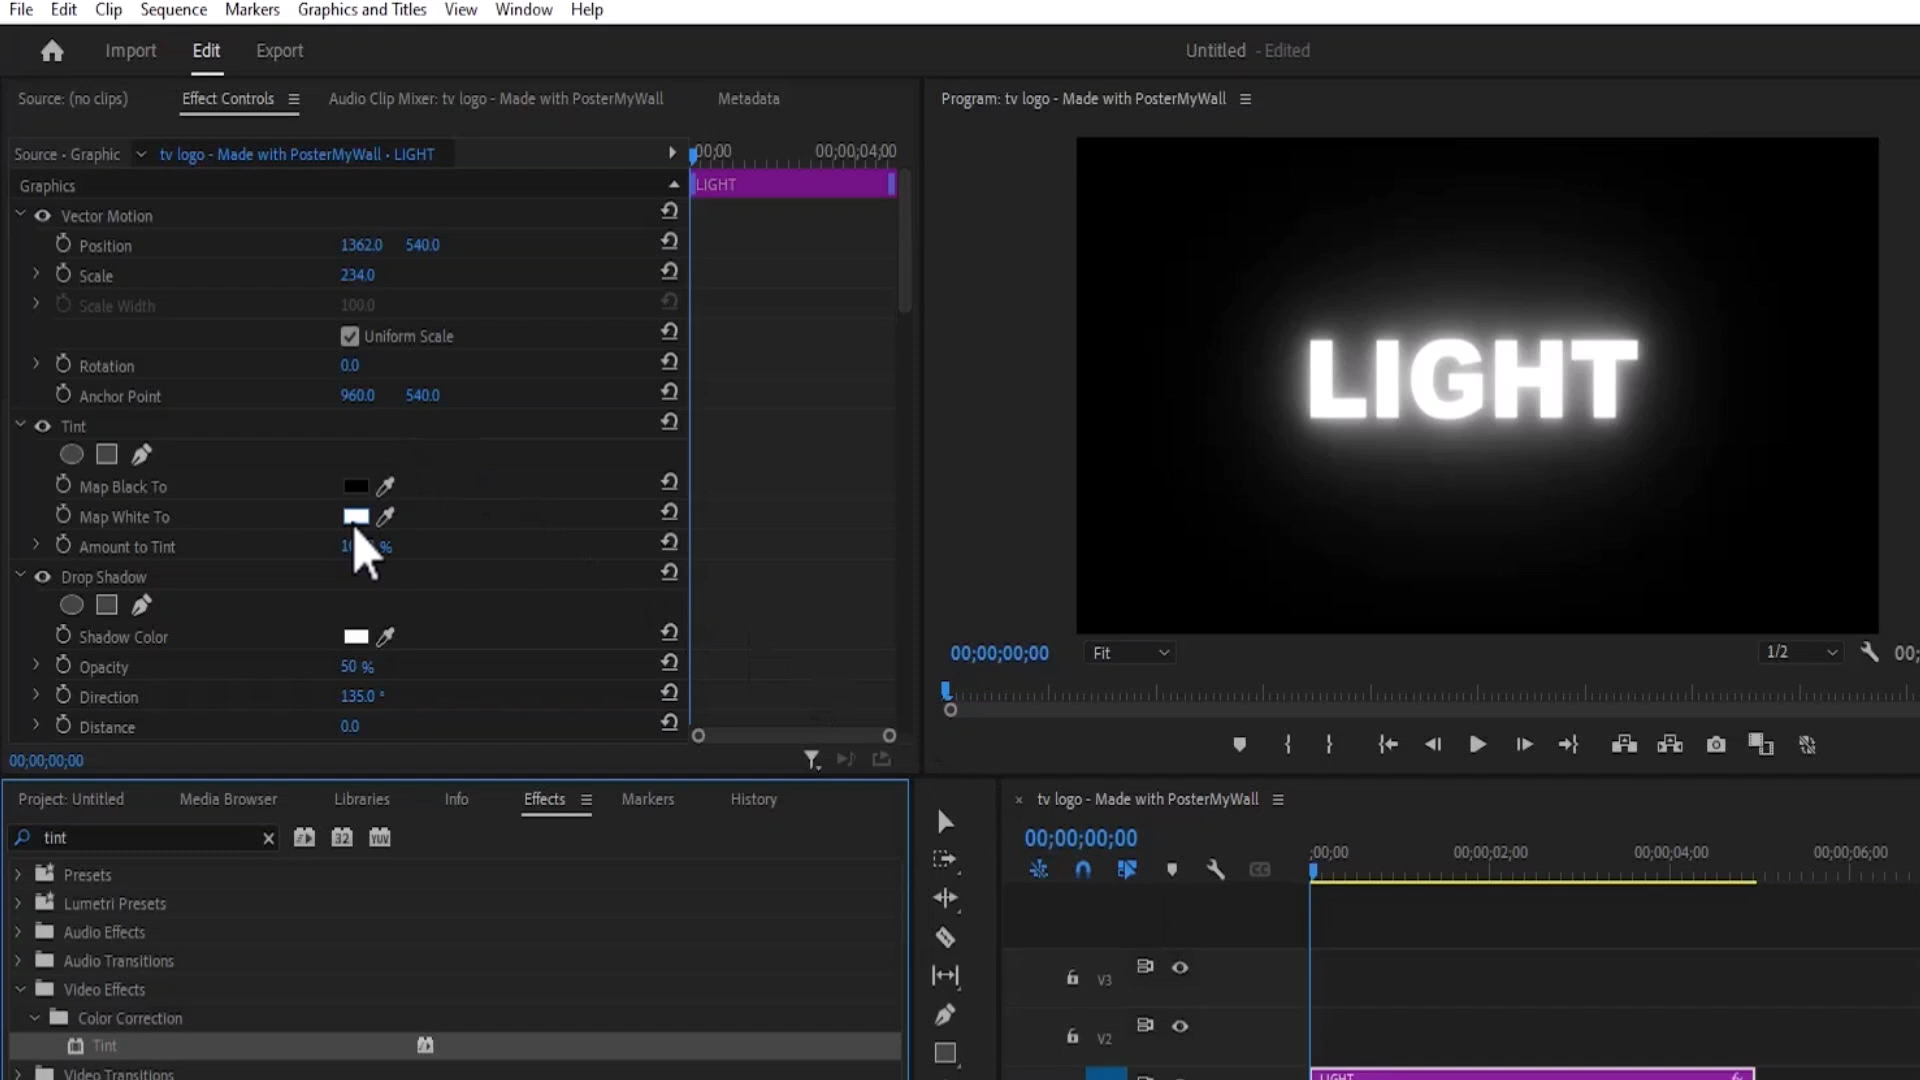 File Edit Clip Sequence Markers Graphics and Titles View Window Help
Import Edit Export Untitled - Edited
Source: (no clips) Effect Controls Audio Clip Mixer: tv logo - Made with PosterMyWall Metadata
Program: tv logo - Made with PosterMyWall
Source • Graphic tv logo - Made with PosterMyWall • LIGHT
00;00 00;00;04;00
Graphics
LIGHT
Vector Motion
Position 1362.0 540.0
Scale 234.0
Scale Width 100.0
Uniform Scale
Rotation 0.0
Anchor Point 960.0 540.0
Tint
Map Black To
Map White To
Amount to Tint %
Drop Shadow
Shadow Color
Opacity 50 %
Direction 135.0 °
Distance 0.0
00;00;00;00
LIGHT
00;00;00;00 Fit 1/2 00;
Project: Untitled Media Browser Libraries Info Effects Markers History
tint
32 YUV
Presets
Lumetri Presets
Audio Effects
Audio Transitions
Video Effects
Color Correction
Tint
Video Transitions
tv logo - Made with PosterMyWall
00;00;00;00
;00;00 00;00;02;00 00;00;04;00 00;00;06;00
CC
V3
V2
LIGHT fx